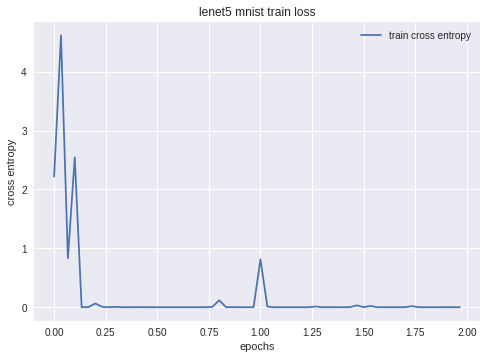 lenet5 mnist train loss
train cross entropy
cross entropy
4
3
2
1
0
0.00 0.25 0.50 0.75 1.00 1.25 1.50 1.75 2.00
epochs